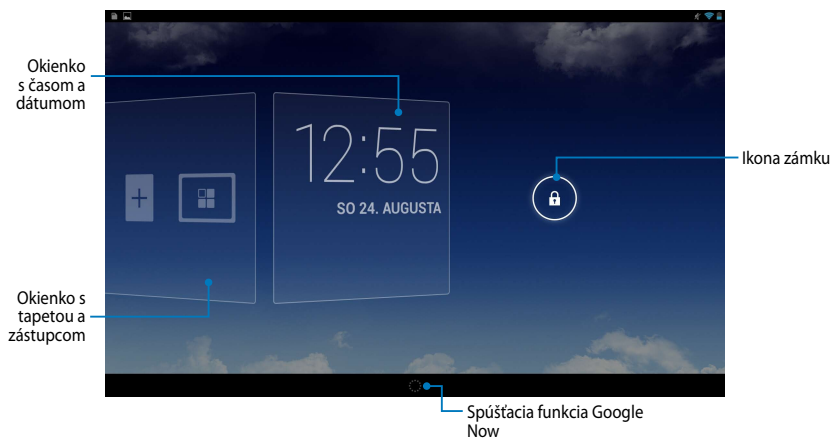 Okienko
s časom a
dátumom
12:55
SO 24. AUGUSTA
Ikona zámku
Okienko s
tapetou a
zástupcom
Spúšťacia funkcia Google
Now